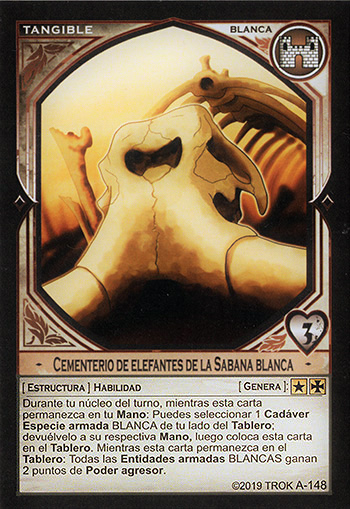 TANGIBLE
BLANCA
3
- CEMENTERIO DE ELEFANTES DE LA SABANA BLANCA -
[ ESTRUCTURA ] HABILIDAD
[ GENERA ]:
Durante tu núcleo del turno, mientras esta carta
permanezca en tu Mano: Puedes seleccionar 1 Cadáver
Especie armada BLANCA de tu lado del Tablero;
devuélvelo a su respectiva Mano, luego coloca esta carta
en el Tablero. Mientras esta carta permanezca en el
Tablero: Todas las Entidades armadas BLANCAS ganan
2 puntos de Poder agresor.
©2019 TROK A-148